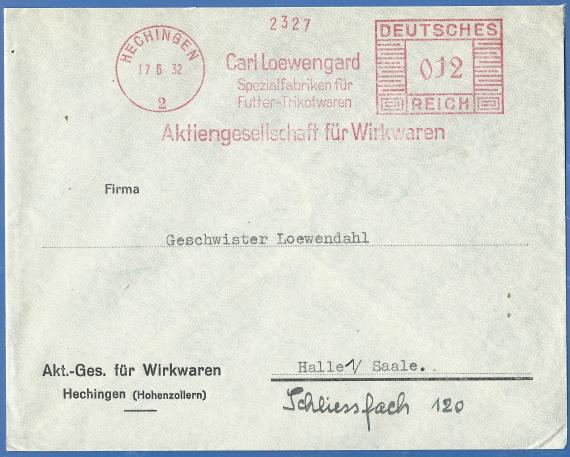 2327
HECHINGEN
17 6 32
2
Carl Loewengard
Spezialfabriken für
Futter-Trikotwaren
Aktiengesellschaft für Wirkwaren
DEUTSCHES
012
REICH
Firma
Geschwister Loewendahl
Akt.-Ges. für Wirkwaren
Hechingen (Hohenzollern)
Halle/ Saale.
Schliessfach 120